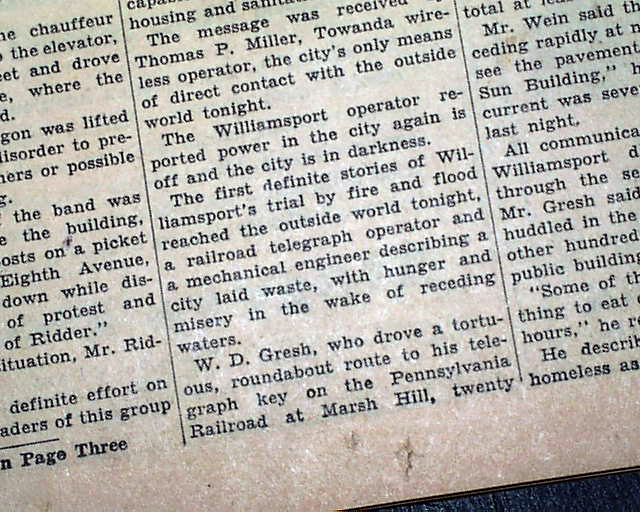 he chauffeur
the elevator,
eet and drove
e, where the
d.
gon was lifted
disorder to pre-
hers or possible
g.
the band was
e the building,
osts on a picket
Eighth Avenue,
down while dis-
of protest and
of Ridder."
ituation, Mr. Rid-
definite effort on
aders of this group
n Page Three
housing and sanita
The message was received
Thomas P. Miller, Towanda wire-
less operator, the city's only means
of direct contact with the outside
world tonight.
The Williamsport operator re-
ported power in the city again is
off and the city is in darkness.
The first definite stories of Wil-
liamsport's trial by fire and flood
reached the outside world tonight,
a railroad telegraph operator and
a mechanical engineer describing a
city laid waste, with hunger and
misery in the wake of receding
waters.
W. D. Gresh, who drove a tortu-
ous, roundabout route to his tele-
graph key on the Pennsylvania
Railroad at Marsh Hill, twenty
total at lea
Mr. Wein said th
ceding rapidly at m
see the pavement
Sun Building," h
current was seve
last night.
All communica
Williamsport d
through the se
Mr. Gresh said
huddled in the
other hundred
public building
"Some of th
thing to eat
hours," he re
He describ
homeless as